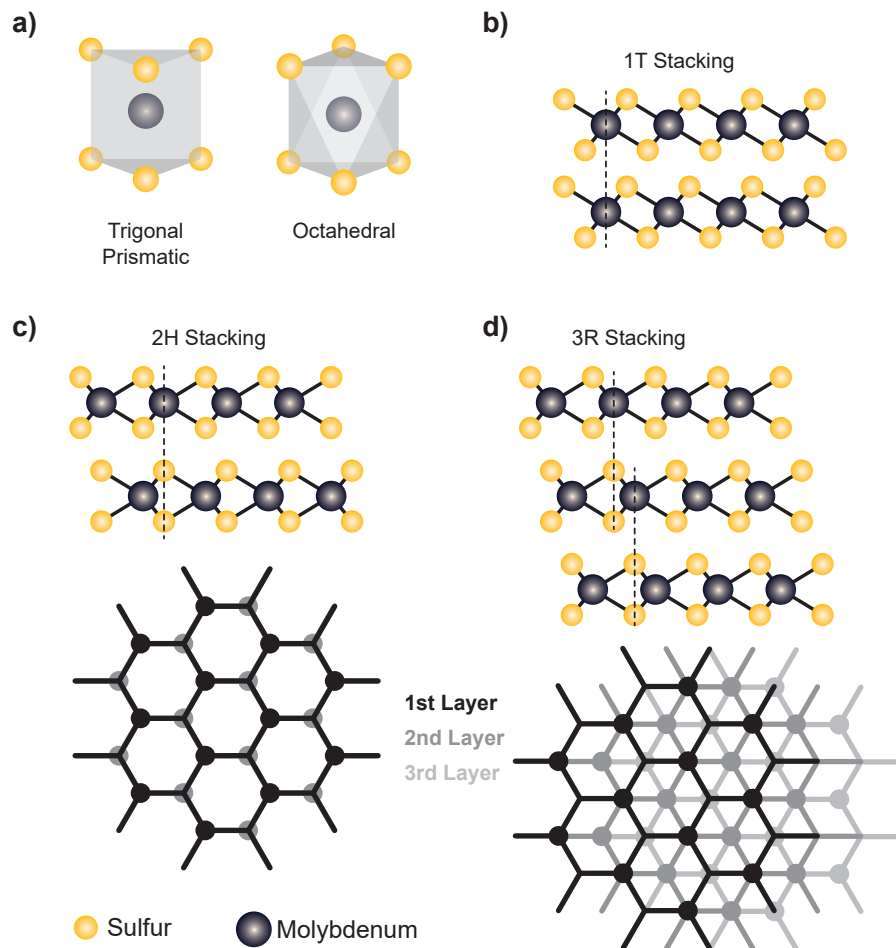 a)
Trigonal
Prismatic
Octahedral
b)
1T Stacking
c)
2H Stacking
d)
3R Stacking
1st Layer
2nd Layer
3rd Layer
Sulfur
Molybdenum